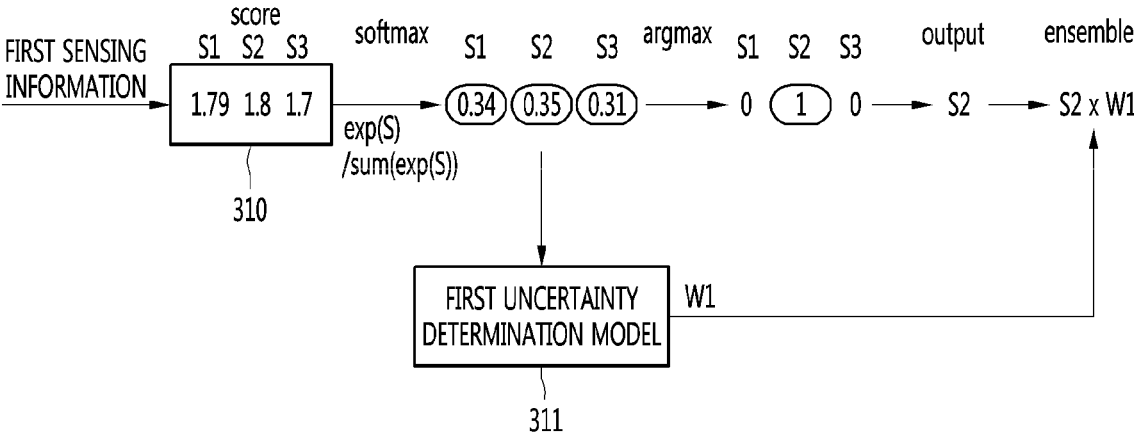 score
softmax S1 S2 S3 argmax S1 S2 S3 output ensemble
FIRST SENSING
INFORMATION
S1 S2 S3
1.79 1.8 1.7
0.34 0.35 0.31
0 1 0
S2
S2 x W1
exp(S)
/sum(exp(S))
310
FIRST UNCERTAINTY
DETERMINATION MODEL
W1
311